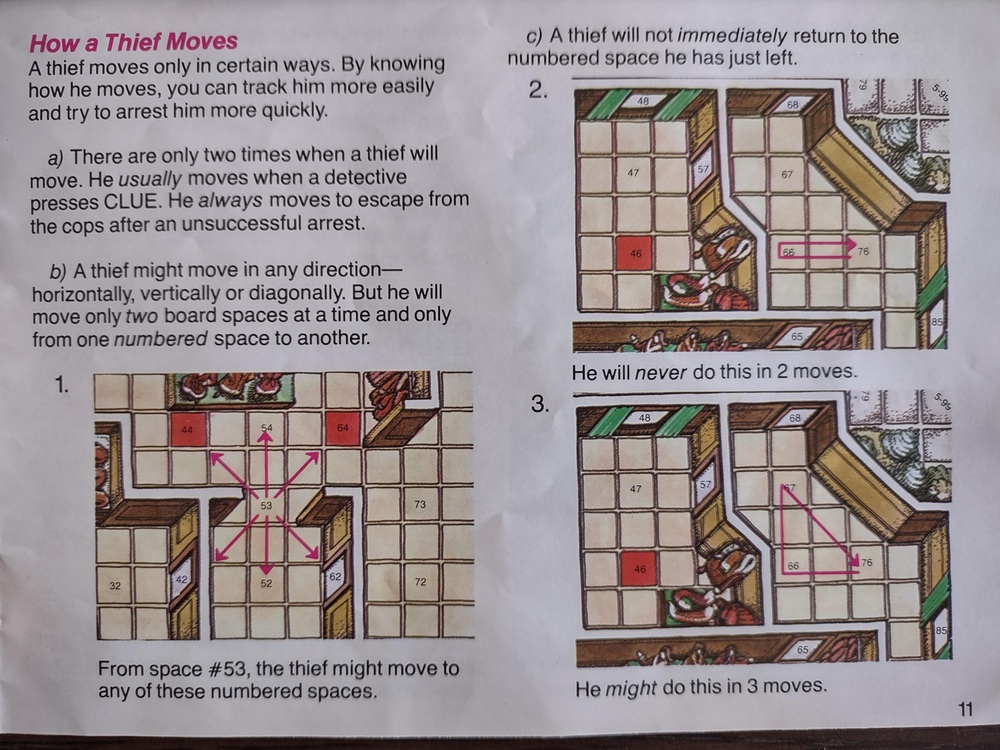 How a Thief Moves
A thief moves only in certain ways. By knowing
how he moves, you can track him more easily
and try to arrest him more quickly.
a) There are only two times when a thief will
move. He usually moves when a detective
presses CLUE. He always moves to escape from
the cops after an unsuccessful arrest.
b) A thief might move in any direction—
horizontally, vertically or diagonally. But he will
move only two board spaces at a time and only
from one numbered space to another.
1.
44 54 64
53 73
32 42 52 62 72
From space #53, the thief might move to
any of these numbered spaces.
c) A thief will not immediately return to the
numbered space he has just left.
2.
48 68 79 5-95
47 57 67
46 66 76
65 85
He will never do this in 2 moves.
3.
48 68 79 5-95
47 57 67
46 66 76
65 85
He might do this in 3 moves.
11